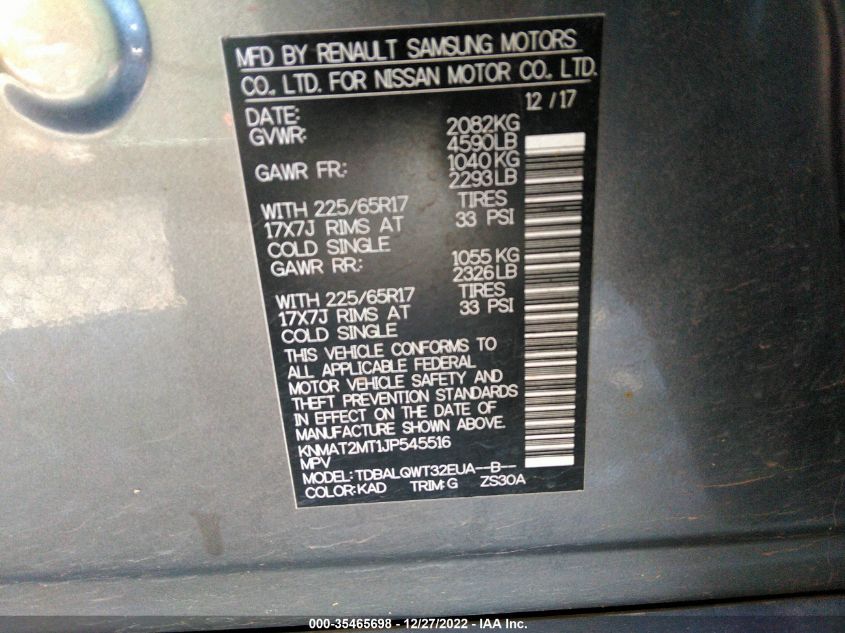 MFD BY RENAULT SAMSUNG MOTORS
CO., LTD. FOR NISSAN MOTOR CO., LTD.
DATE: 12 / 17
GVWR: 2082KG
4590LB
GAWR FR: 1040KG
2293LB
WITH 225/65R17 TIRES
17X7J RIMS AT 33 PSI
COLD SINGLE
GAWR RR: 1055KG
2326LB
WITH 225/65R17 TIRES
17X7J RIMS AT 33 PSI
COLD SINGLE
THIS VEHICLE CONFORMS TO
ALL APPLICABLE FEDERAL
MOTOR VEHICLE SAFETY AND
THEFT PREVENTION STANDARDS
IN EFFECT ON THE DATE OF
MANUFACTURE SHOWN ABOVE.
KNMAT2MT1JP545516
MPV
MODEL: TDBALQWT32EUA--B--
COLOR: KAD TRIM: G ZS30A
000-35465698 - 12/27/2022 - IAA Inc.